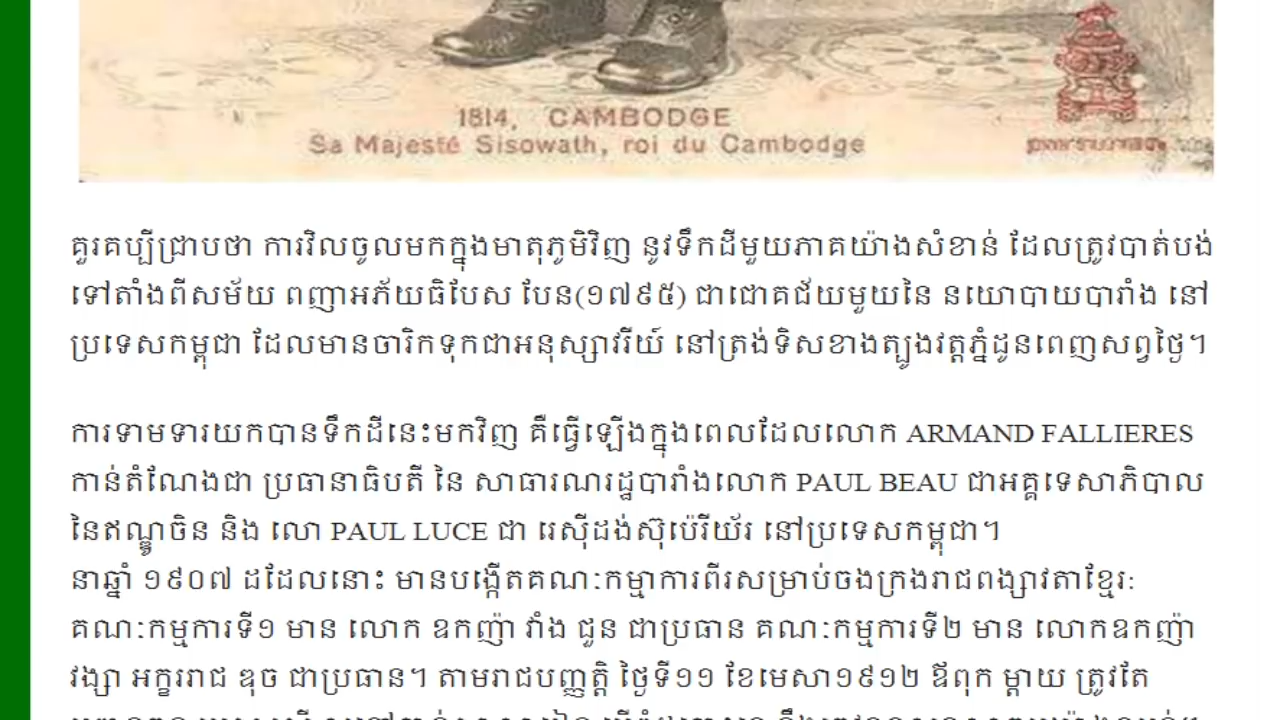 1814, CAMBODGE
Sa Majesté Sisowath, roi du Cambodge
គួរគប្បីជ្រាបថា ការវិលចូលមកក្នុងមាតុភូមិវិញ នូវទឹកដីមួយភាគយ៉ាងសំខាន់ ដែលត្រូវបាត់បង់
ទៅតាំងពីសម័យ ពញាអភ័យធិបែស បែន(១៧៩៥) ជាជោគជ័យមួយនៃ នយោបាយបារាំង នៅ
ប្រទេសកម្ពុជា ដែលមានចារិកទុកជាអនុស្សាវរីយ៍ នៅត្រង់ទិសខាងត្បូងវត្តភ្នំដូនពេញសព្វថ្ងៃ។
ការទាមទារយកបានទឹកដីនេះមកវិញ គឺធ្វើឡើងក្នុងពេលដែលលោក ARMAND FALLIERES
កាន់តំណែងជា ប្រធានាធិបតី នៃ សាធារណរដ្ឋបារាំងលោក PAUL BEAU ជាអគ្គទេសាភិបាល
នៃឥណ្ឌូចិន និង លោ PAUL LUCE ជា រេស៊ីដង់ស៊ុប៉េរីយ័រ នៅប្រទេសកម្ពុជា។
នាឆ្នាំ ១៩០៧ ដដែលនោះ មានបង្កើតគណៈកម្មាការពីរសម្រាប់ចងក្រងរាជពង្សាវតាខ្មែរ:
គណៈកម្មការទី១ មាន លោក ឧកញ៉ា វាំង ជួន ជាប្រធាន គណៈកម្មការទី២ មាន លោកឧកញ៉ា
វង្សា អក្ខររាជ ឌុច ជាប្រធាន។ តាមរាជបញ្ញត្តិ ថ្ងៃទី១១ ខែមេសា១៩១២ ឪពុក ម្ដាយ ត្រូវតែ